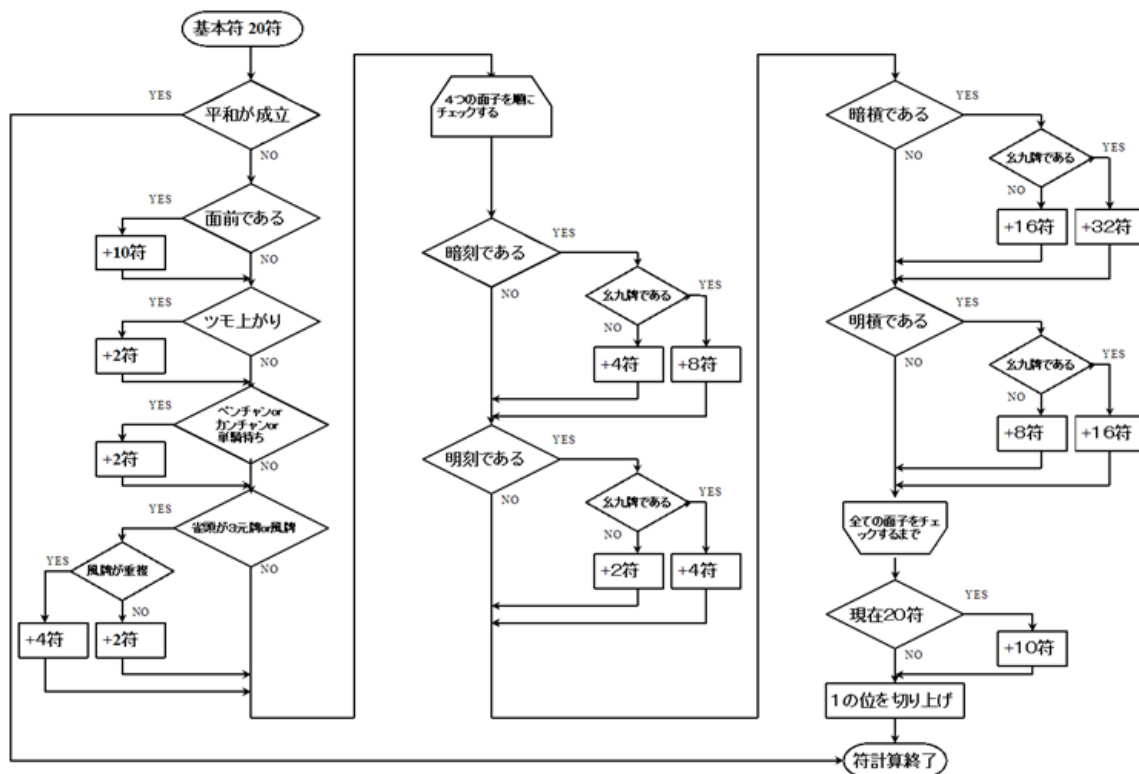 基本符 20符
YES
平和が成立
NO
YES
面前である
+10符
NO
YES
ツモ上がり
+2符
NO
YES
ペンチャンor
カンチャンor
単騎待ち
+2符
NO
YES
雀頭が3元牌or風牌
YES
風牌が重複
NO
NO
+4符
+2符
4つの面子を順に
チェックする
暗刻である
YES
NO
幺九牌である
YES
NO
+4符
+8符
明刻である
YES
NO
幺九牌である
YES
NO
+2符
+4符
暗槓である
YES
NO
幺九牌である
YES
NO
+16符
+32符
明槓である
YES
NO
幺九牌である
YES
NO
+8符
+16符
全ての面子をチェ
ックするまで
現在20符
YES
NO
+10符
1の位を切り上げ
符計算終了